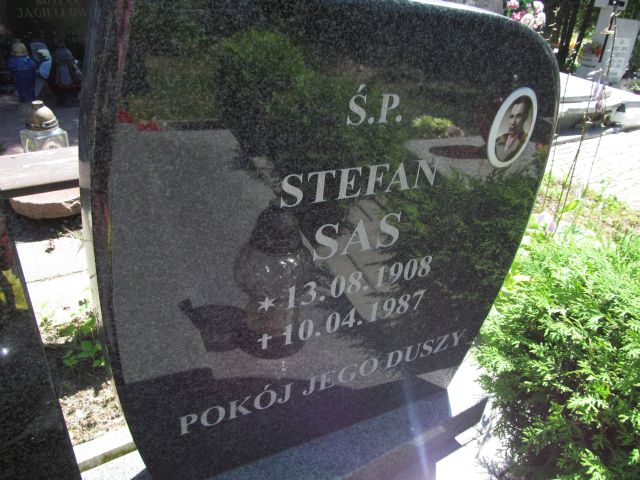 Ś.P.
STEFAN
SAS
✶ 13.08.1908
✝ 10.04.1987
POKÓJ JEGO DUSZY